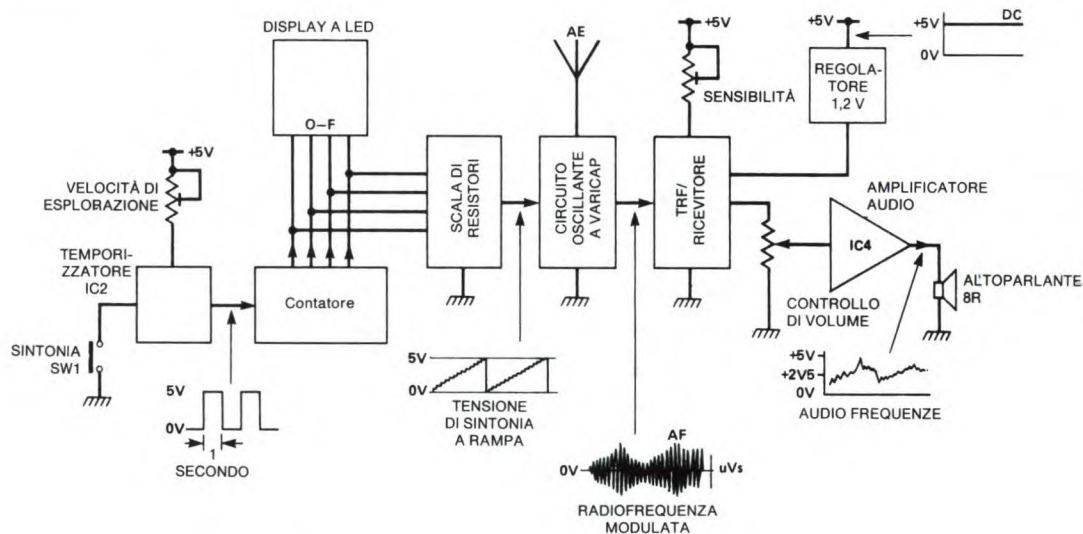 DISPLAY A LED
O–F
+5V
VELOCITÀ DI
ESPLORAZIONE
TEMPORI-
ZZATORE
IC2
SINTONIA
SW1
Contatore
5V
0V
1
SECONDO
SCALA DI
RESISTORI
5V
0V
TENSIONE
DI SINTONIA
A RAMPA
AE
CIRCUITO
OSCILLANTE
A VARICAP
AF
0V
uVs
RADIOFREQUENZA
MODULATA
+5V
SENSIBILITÀ
TRF/
RICEVITORE
+5V
REGOLA-
TORE
1,2 V
+5V
DC
0V
AMPLIFICATORE
AUDIO
IC4
CONTROLLO
DI VOLUME
ALTOPARLANTE
8R
+5V
+2V5
0V
AUDIO FREQUENZE